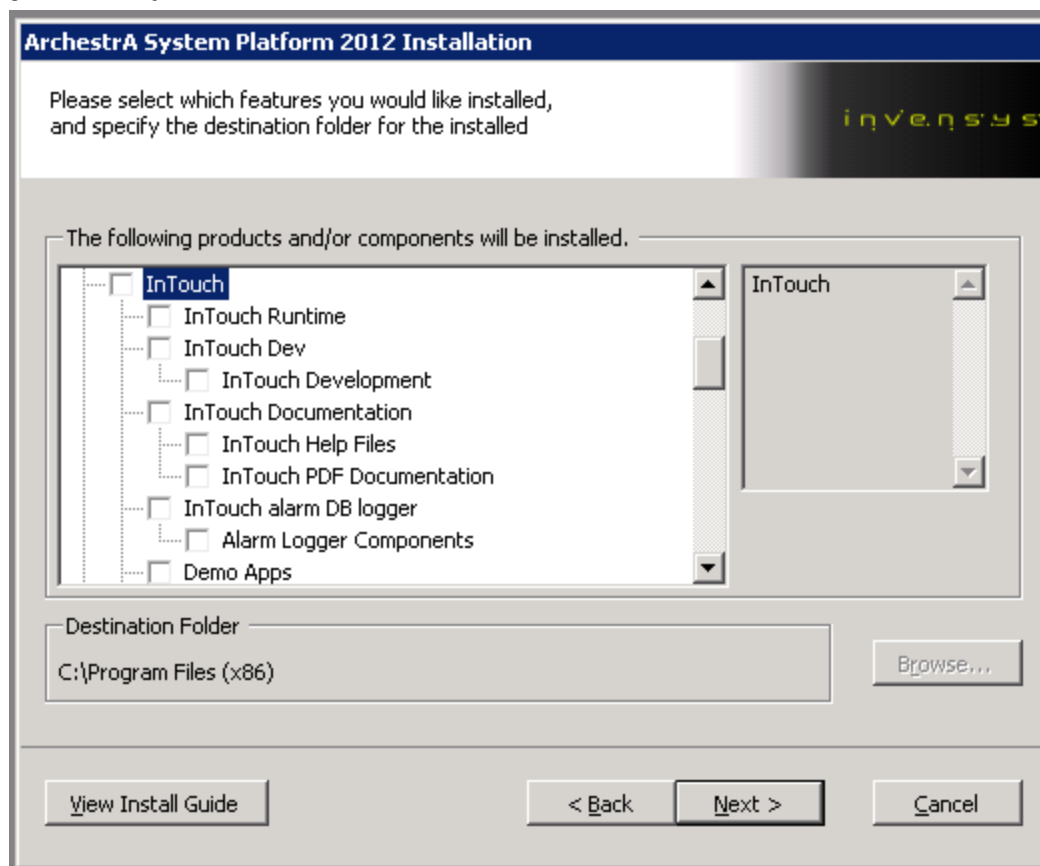 ArchestrA System Platform 2012 Installation
Please select which features you would like installed,
and specify the destination folder for the installed
invensys
The following products and/or components will be installed.
InTouch
InTouch Runtime
InTouch Dev
InTouch Development
InTouch Documentation
InTouch Help Files
InTouch PDF Documentation
InTouch alarm DB logger
Alarm Logger Components
Demo Apps
InTouch
Destination Folder
C:\Program Files (x86)
Browse...
View Install Guide
< Back
Next >
Cancel